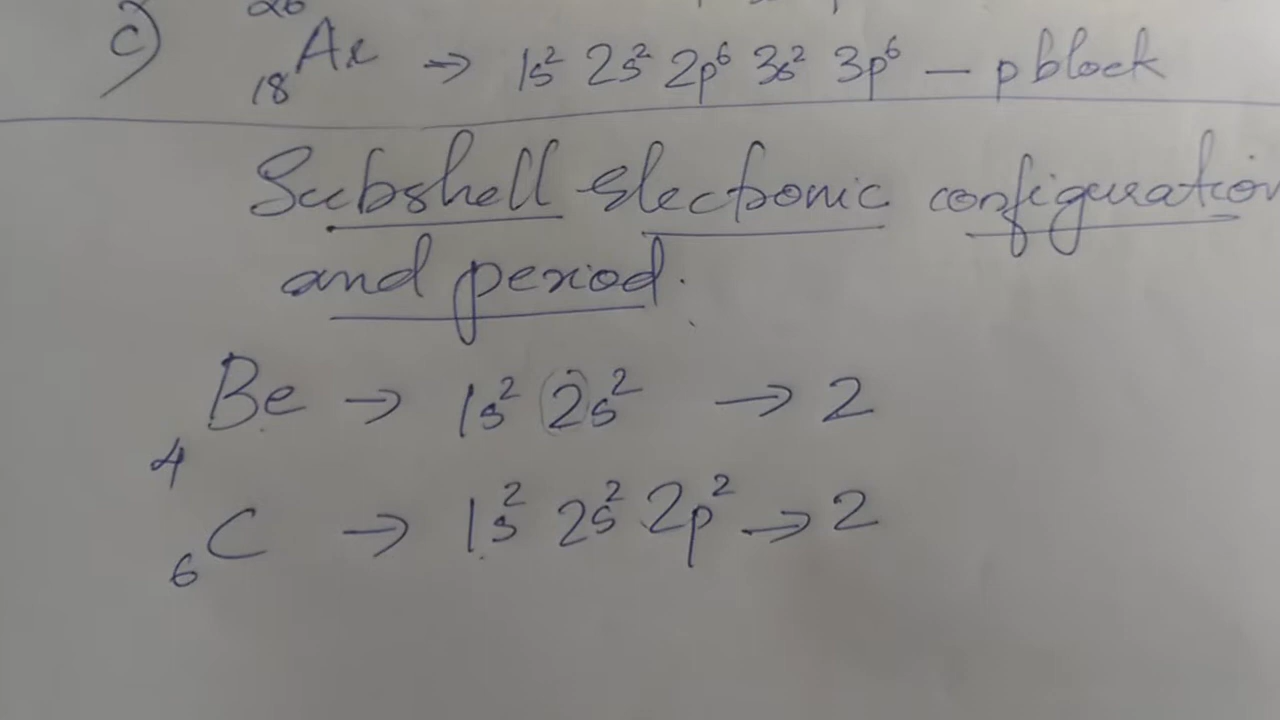 c) ₁₈Ar → 1s² 2s² 2p⁶ 3s² 3p⁶ – p block
Subshell electronic configuration
and period.
₄Be → 1s² 2s² → 2
₆C → 1s² 2s² 2p² → 2